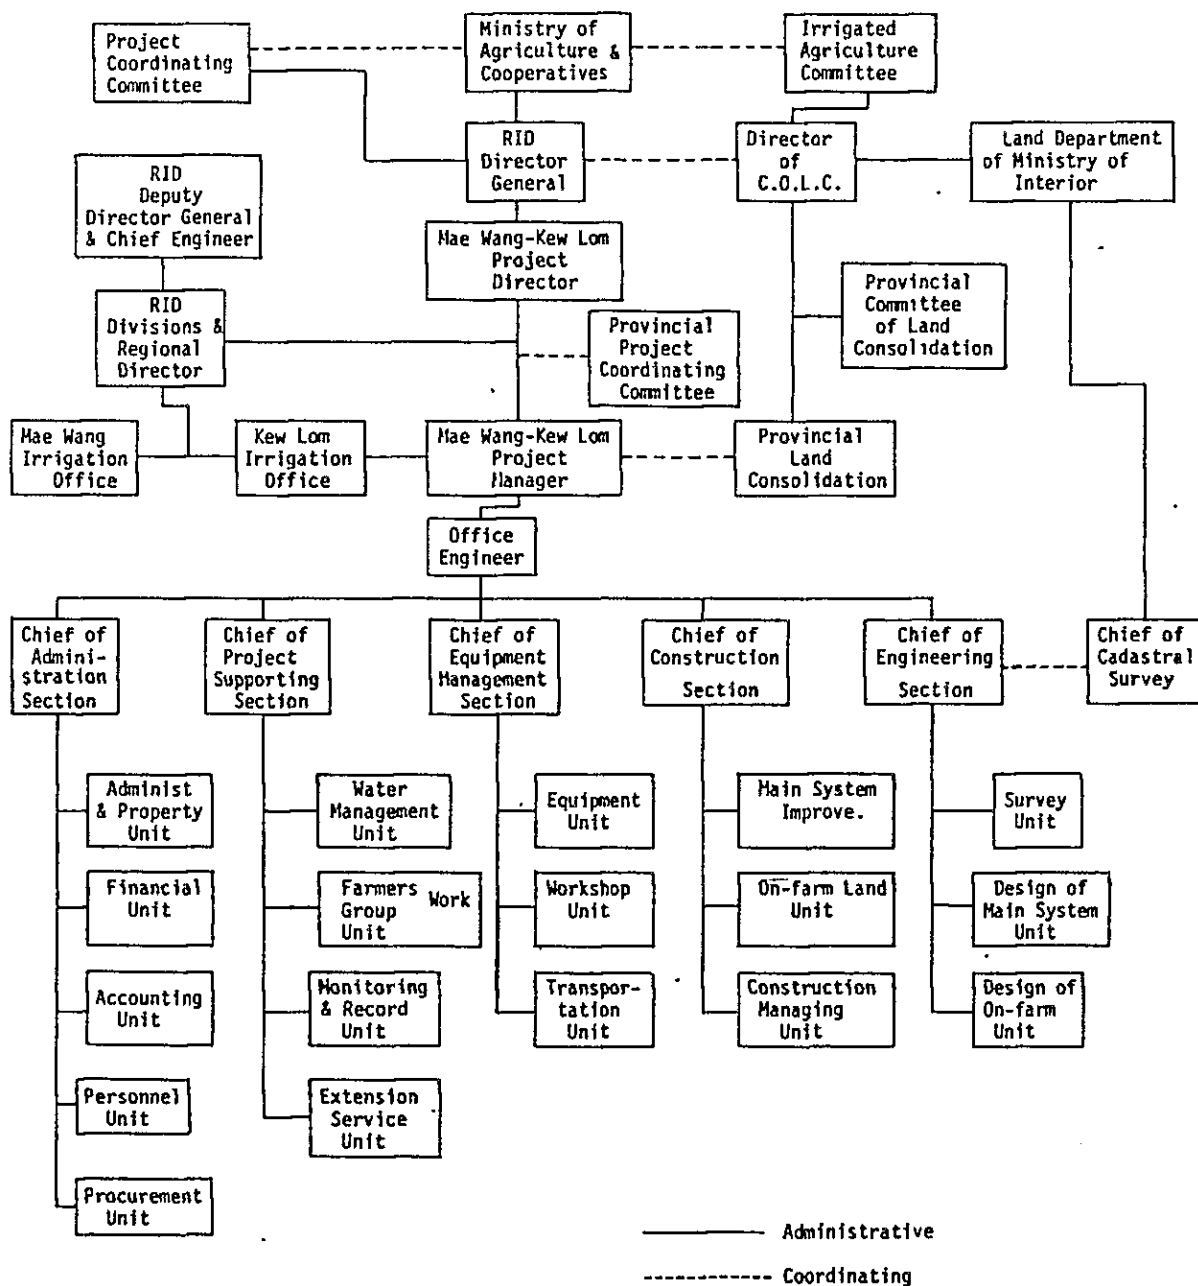 Project
Coordinating
Committee
Ministry of
Agriculture &
Cooperatives
Irrigated
Agriculture
Committee
RID
Director
General
Director
of
C.O.L.C.
Land Department
of Ministry of
Interior
RID
Deputy
Director General
& Chief Engineer
Mae Wang-Kew Lom
Project
Director
RID
Divisions &
Regional
Director
Provincial
Project
Coordinating
Committee
Provincial
Committee
of Land
Consolidation
Mae Wang
Irrigation
Office
Kew Lom
Irrigation
Office
Mae Wang-Kew Lom
Project
Manager
Provincial
Land
Consolidation
Office
Engineer
Chief of
Admini-
stration
Section
Chief of
Project
Supporting
Section
Chief of
Equipment
Management
Section
Chief of
Construction
Section
Chief of
Engineering
Section
Chief of
Cadastral
Survey
Administ
& Property
Unit
Financial
Unit
Accounting
Unit
Personnel
Unit
Procurement
Unit
Water
Management
Unit
Farmers Work
Group
Unit
Monitoring
& Record
Unit
Extension
Service
Unit
Equipment
Unit
Workshop
Unit
Transpor-
tation
Unit
Main System
Improve.
On-farm Land
Unit
Construction
Managing
Unit
Survey
Unit
Design of
Main System
Unit
Design of
On-farm
Unit
Administrative
Coordinating